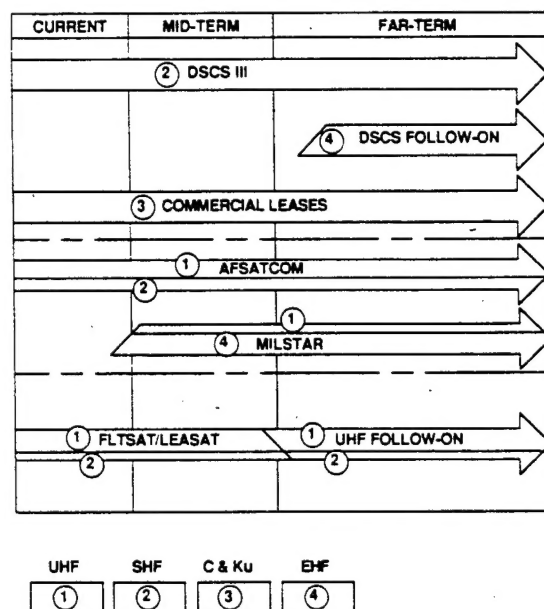 CURRENT MID-TERM FAR-TERM
2 DSCS III
4 DSCS FOLLOW-ON
3 COMMERCIAL LEASES
1 AFSATCOM
2
1
4 MILSTAR
1 FLTSAT/LEASAT 1 UHF FOLLOW-ON
2 2
UHF SHF C & Ku EHF
1 2 3 4